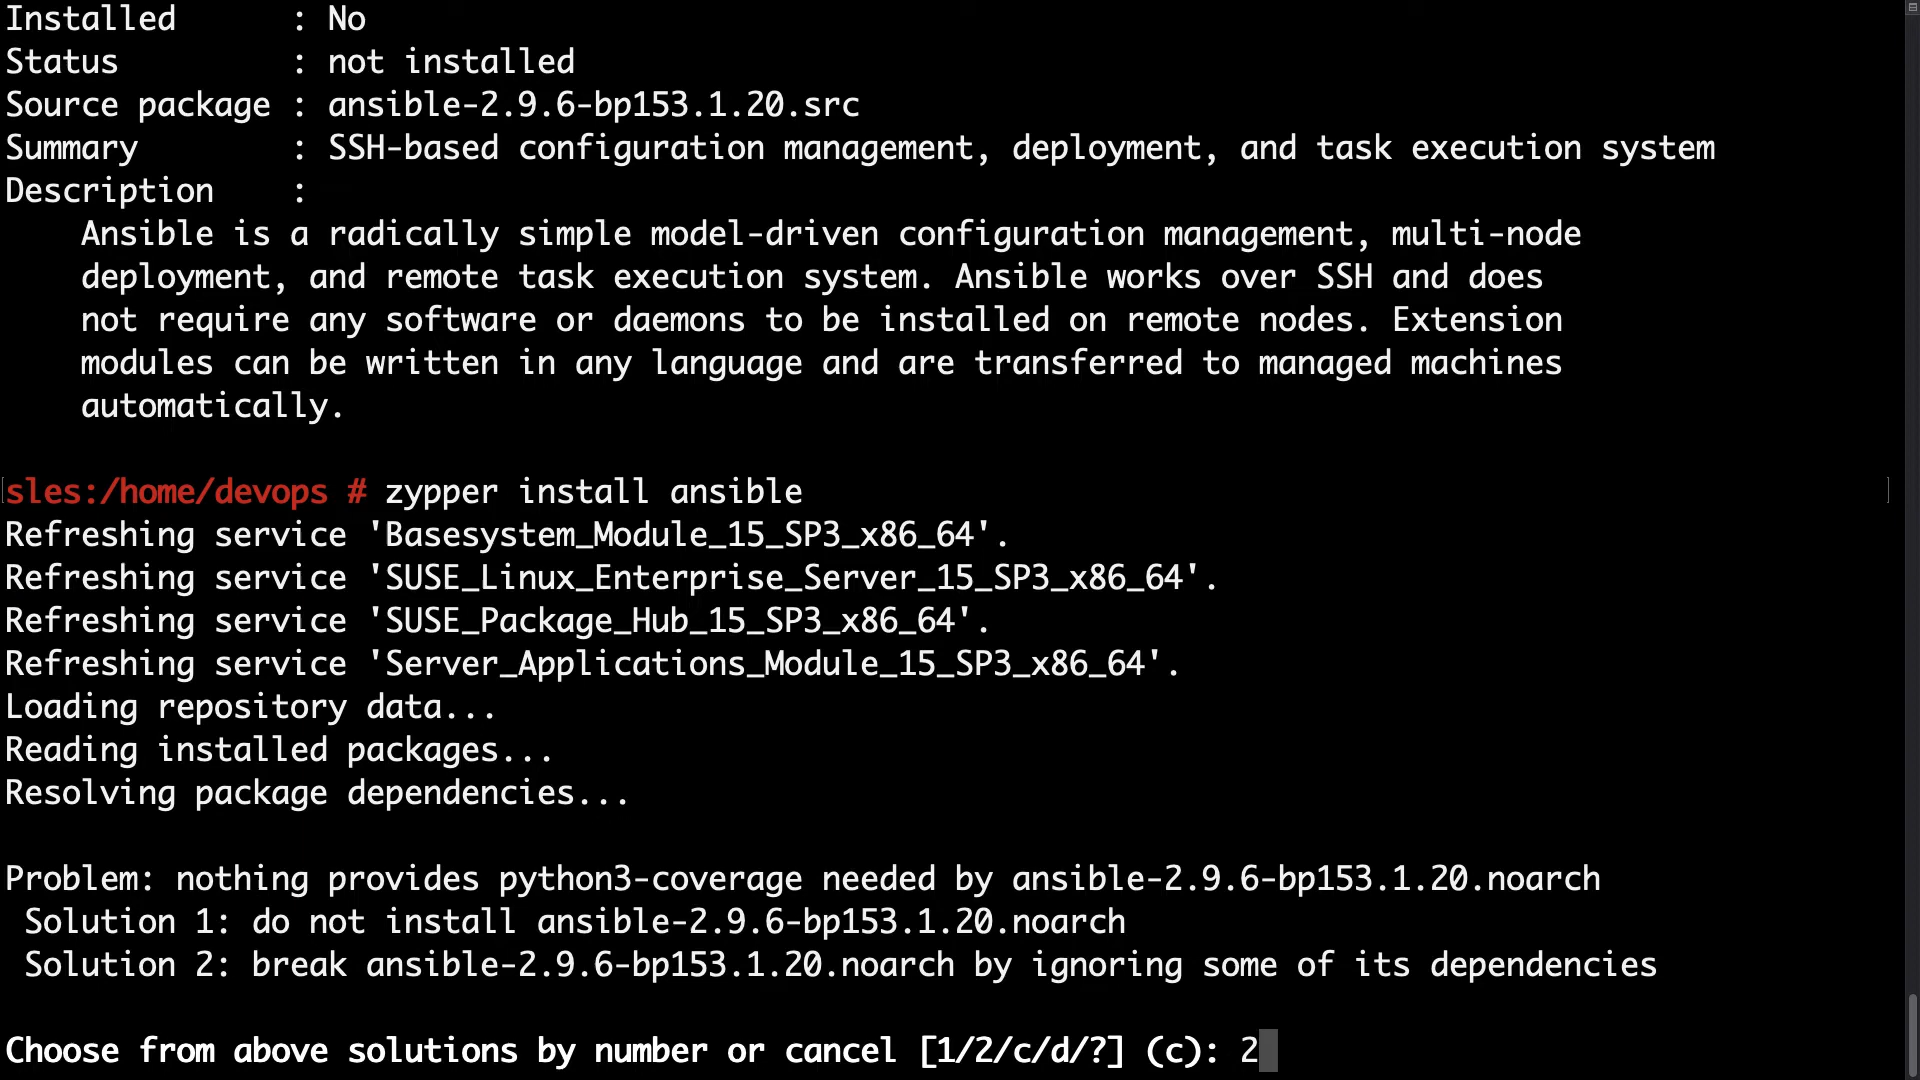 Installed      : No
Status         : not installed
Source package : ansible-2.9.6-bp153.1.20.src
Summary        : SSH-based configuration management, deployment, and task execution system
Description    :
    Ansible is a radically simple model-driven configuration management, multi-node
    deployment, and remote task execution system. Ansible works over SSH and does
    not require any software or daemons to be installed on remote nodes. Extension
    modules can be written in any language and are transferred to managed machines
    automatically.
sles:/home/devops # zypper install ansible
Refreshing service 'Basesystem_Module_15_SP3_x86_64'.
Refreshing service 'SUSE_Linux_Enterprise_Server_15_SP3_x86_64'.
Refreshing service 'SUSE_Package_Hub_15_SP3_x86_64'.
Refreshing service 'Server_Applications_Module_15_SP3_x86_64'.
Loading repository data...
Reading installed packages...
Resolving package dependencies...
Problem: nothing provides python3-coverage needed by ansible-2.9.6-bp153.1.20.noarch
 Solution 1: do not install ansible-2.9.6-bp153.1.20.noarch
 Solution 2: break ansible-2.9.6-bp153.1.20.noarch by ignoring some of its dependencies
Choose from above solutions by number or cancel [1/2/c/d/?] (c): 2